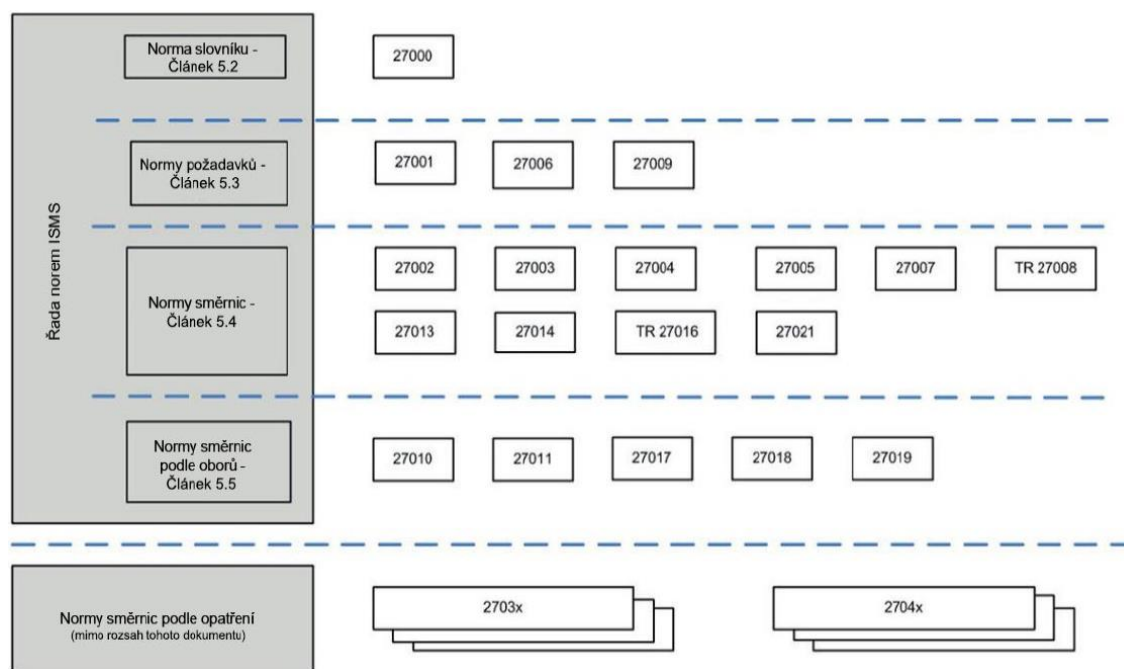 Řada norem ISMS
Norma slovníku -
Článek 5.2
27000
Normy požadavků -
Článek 5.3
27001
27006
27009
Normy směrnic -
Článek 5.4
27002
27003
27004
27005
27007
TR 27008
27013
27014
TR 27016
27021
Normy směrnic
podle oborů -
Článek 5.5
27010
27011
27017
27018
27019
Normy směrnic podle opatření
(mimo rozsah tohoto dokumentu)
2703x
2704x